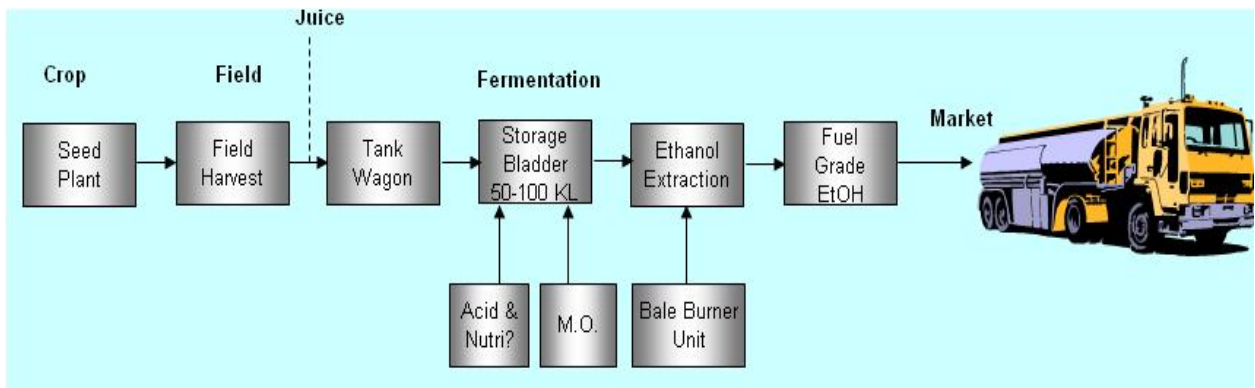 Juice
Crop
Field
Fermentation
Market
Seed
Plant
Field
Harvest
Tank
Wagon
Storage
Bladder
50-100 KL
Ethanol
Extraction
Fuel
Grade
EtOH
Acid &
Nutri?
M.O.
Bale Burner
Unit